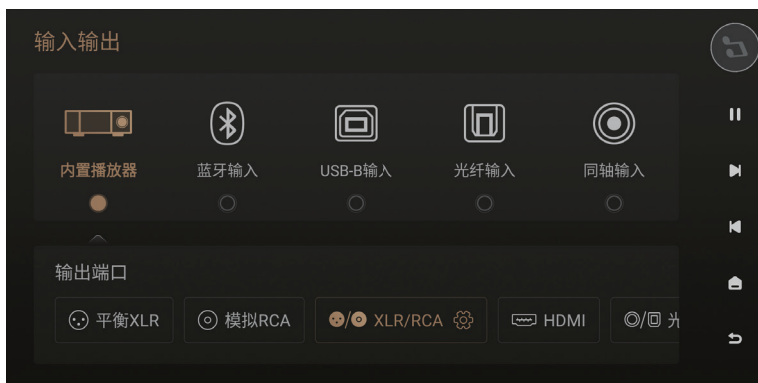 输入输出
内置播放器
蓝牙输入
USB-B输入
光纤输入
同轴输入
输出端口
平衡XLR
模拟RCA
XLR/RCA
HDMI
/